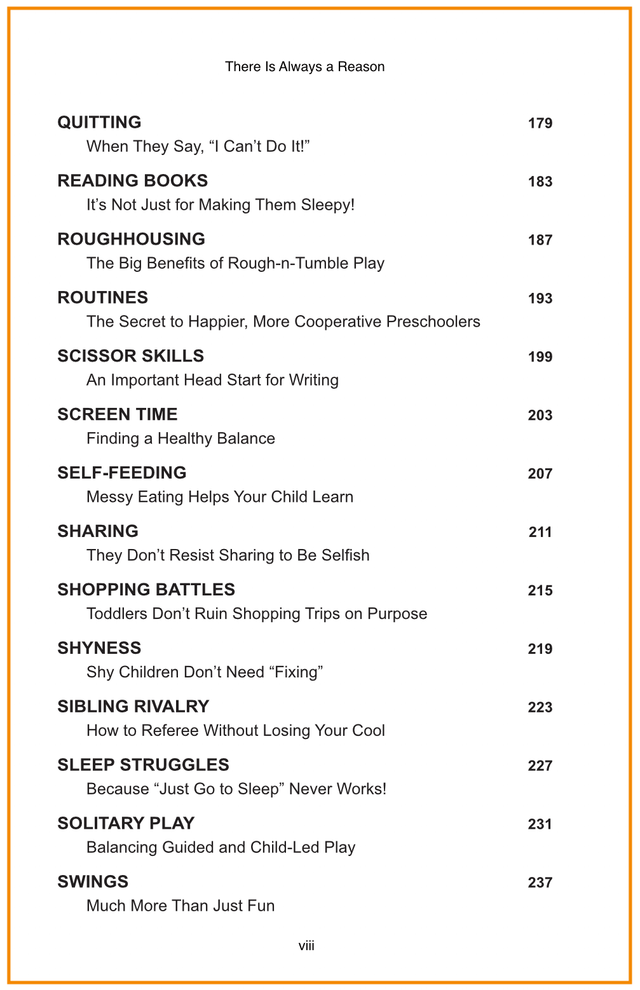 There Is Always a Reason
QUITTING 179
When They Say, “I Can’t Do It!”
READING BOOKS 183
It’s Not Just for Making Them Sleepy!
ROUGHHOUSING 187
The Big Benefits of Rough-n-Tumble Play
ROUTINES 193
The Secret to Happier, More Cooperative Preschoolers
SCISSOR SKILLS 199
An Important Head Start for Writing
SCREEN TIME 203
Finding a Healthy Balance
SELF-FEEDING 207
Messy Eating Helps Your Child Learn
SHARING 211
They Don’t Resist Sharing to Be Selfish
SHOPPING BATTLES 215
Toddlers Don’t Ruin Shopping Trips on Purpose
SHYNESS 219
Shy Children Don’t Need “Fixing”
SIBLING RIVALRY 223
How to Referee Without Losing Your Cool
SLEEP STRUGGLES 227
Because “Just Go to Sleep” Never Works!
SOLITARY PLAY 231
Balancing Guided and Child-Led Play
SWINGS 237
Much More Than Just Fun
viii